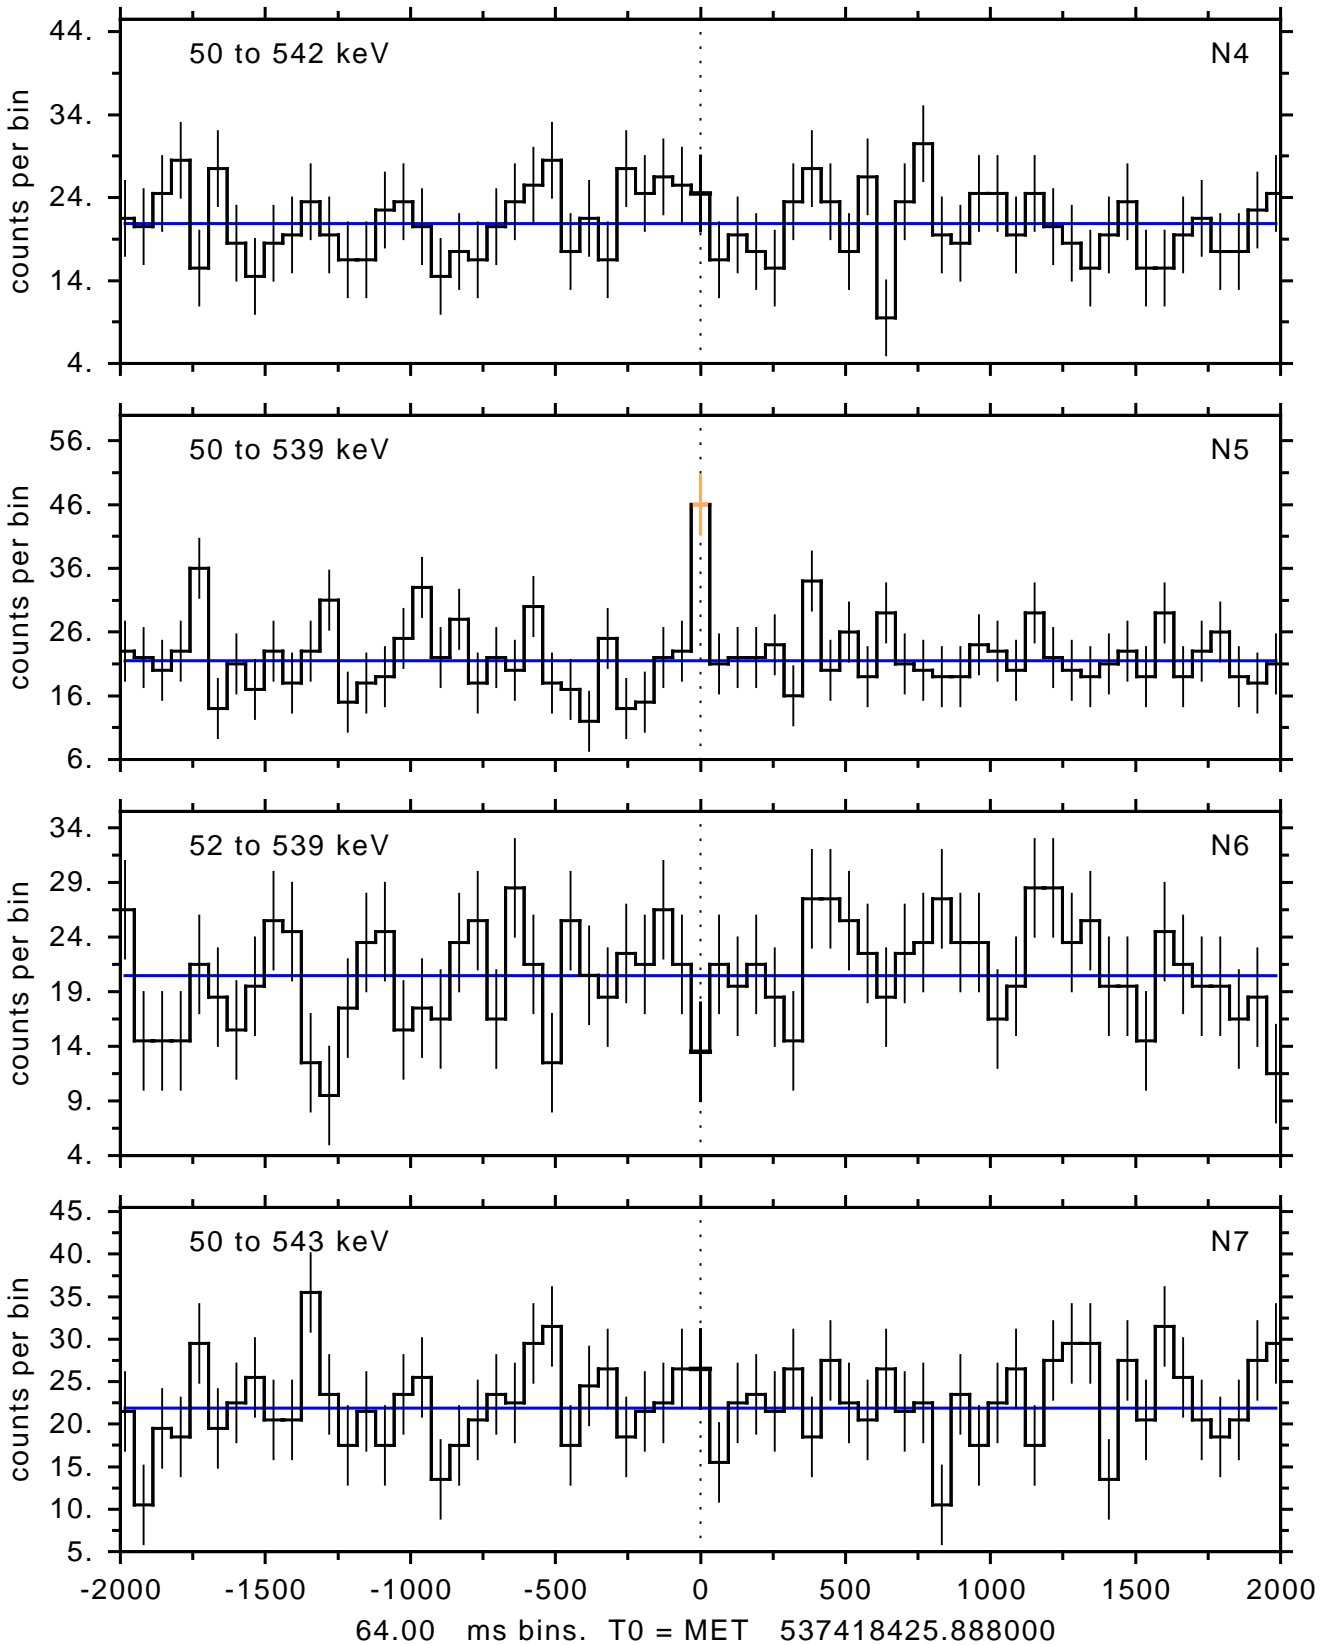 50 to 542 keV N4
44.
34.
24.
14.
4.
counts per bin
50 to 539 keV N5
56.
46.
36.
26.
16.
6.
counts per bin
52 to 539 keV N6
34.
29.
24.
19.
14.
9.
4.
counts per bin
50 to 543 keV N7
45.
40.
35.
30.
25.
20.
15.
10.
5.
counts per bin
-2000 -1500 -1000 -500 0 500 1000 1500 2000
64.00 ms bins. T0 = MET 537418425.888000